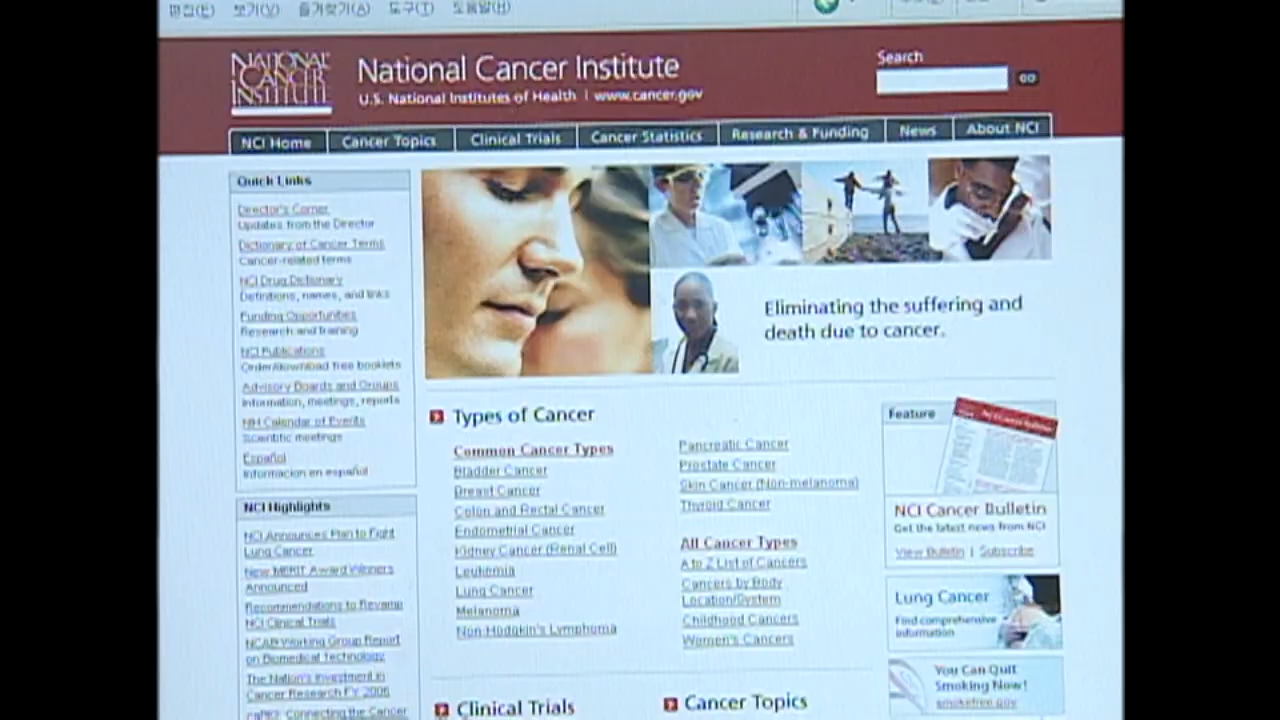 편집(E) 보기(V) 즐겨찾기(A) 도구(T) 도움말(H)
NATIONAL
CANCER
INSTITUTE
National Cancer Institute
U.S. National Institutes of Health | www.cancer.gov
Search
GO
NCI Home
Cancer Topics
Clinical Trials
Cancer Statistics
Research & Funding
News
About NCI
Quick Links
Director's Corner
Updates from the Director
Dictionary of Cancer Terms
Cancer-related terms
NCI Drug Dictionary
Definitions, names, and links
Funding Opportunities
Research and training
NCI Publications
Order/download free booklets
Advisory Boards and Groups
Information, meetings, reports
NIH Calendar of Events
Scientific meetings
Español
Información en español
NCI Highlights
NCI Announces Plan to Fight
Lung Cancer
New MERIT Award Winners
Announced
Recommendations to Revamp
NCI Clinical Trials
NCAB Working Group Report
on Biomedical Technology
The Nation's Investment in
Cancer Research FY 2006
caBIG: Connecting the Cancer
Eliminating the suffering and
death due to cancer.
Types of Cancer
Common Cancer Types
Bladder Cancer
Breast Cancer
Colon and Rectal Cancer
Endometrial Cancer
Kidney Cancer (Renal Cell)
Leukemia
Lung Cancer
Melanoma
Non-Hodgkin's Lymphoma
Pancreatic Cancer
Prostate Cancer
Skin Cancer (Non-melanoma)
Thyroid Cancer
All Cancer Types
A to Z List of Cancers
Cancers by Body
Location/System
Childhood Cancers
Women's Cancers
Feature
NCI Cancer Bulletin
NCI Cancer Bulletin
Get the latest news from NCI
View Bulletin | Subscribe
Lung Cancer
Find comprehensive
information
You Can Quit
Smoking Now!
smokefree.gov
Clinical Trials
Cancer Topics